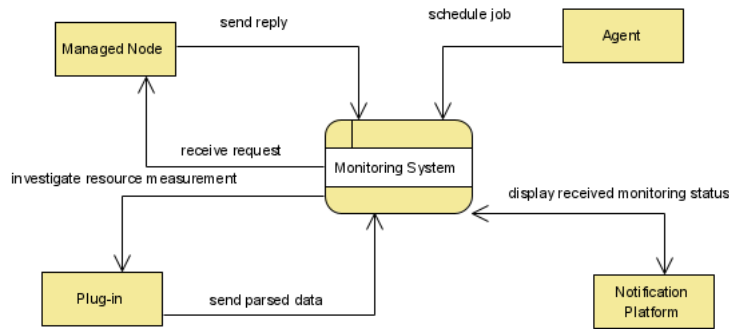 send reply
schedule job
Managed Node
Agent
receive request
Monitoring System
investigate resource measurement
display received monitoring status
Plug-in
send parsed data
Notification
Platform